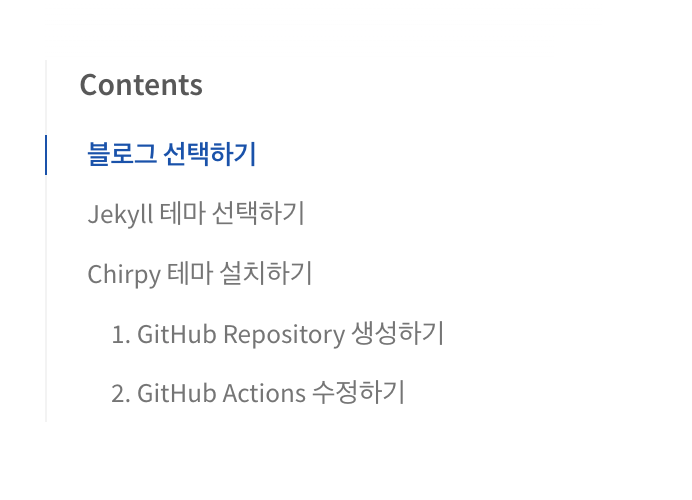 Contents
블로그 선택하기
Jekyll 테마 선택하기
Chirpy 테마 설치하기
1. GitHub Repository 생성하기
2. GitHub Actions 수정하기